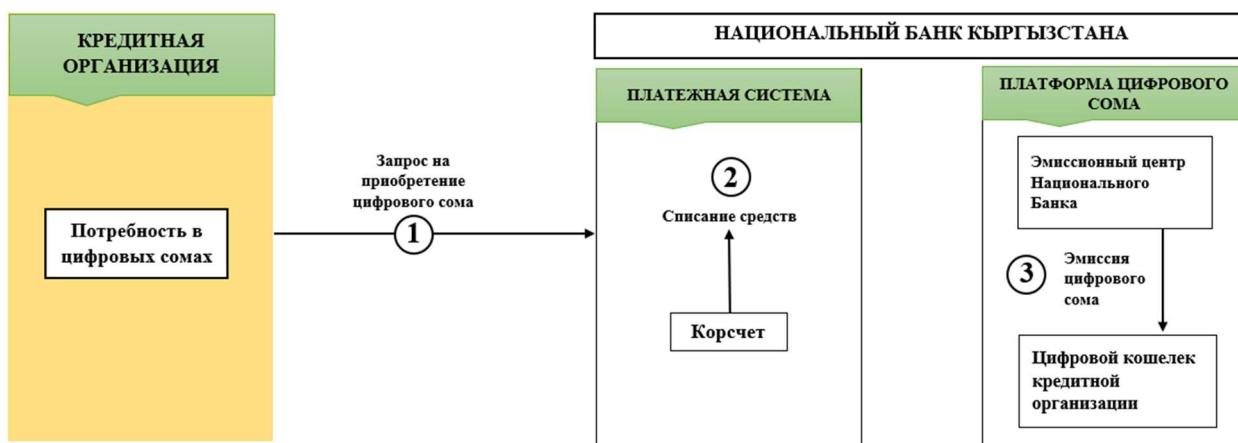 КРЕДИТНАЯ
ОРГАНИЗАЦИЯ
Потребность в
цифровых сомах
Запрос на
приобретение
цифрового сома
1
НАЦИОНАЛЬНЫЙ БАНК КЫРГЫЗСТАНА
ПЛАТЕЖНАЯ СИСТЕМА
2
Списание средств
Корсчет
ПЛАТФОРМА ЦИФРОВОГО
СОМА
Эмиссионный центр
Национального
Банка
3
Эмиссия
цифрового
сома
Цифровой кошелек
кредитной
организации